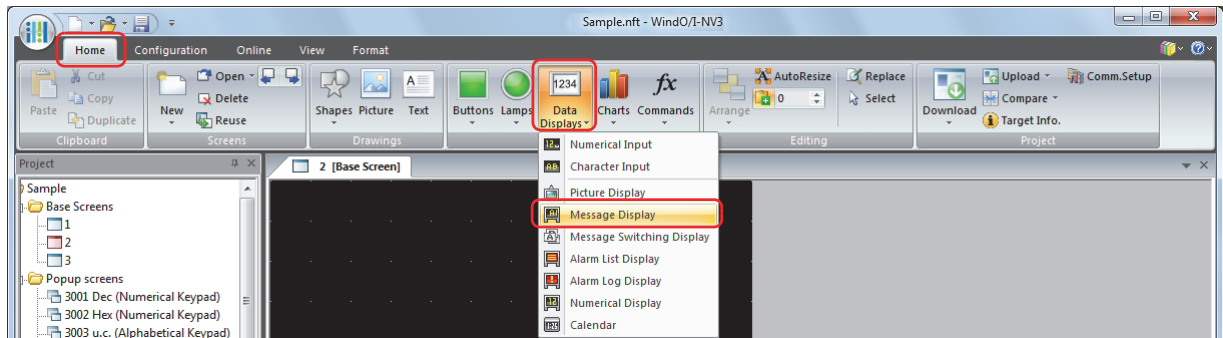 Sample.nft - WindO/I-NV3
Home Configuration Online View Format
Paste
Cut
Copy
Duplicate
Clipboard
New
Open
Delete
Reuse
Screens
Shapes Picture Text
Drawings
Buttons Lamps
1234
Data
Displays
Charts
fx
Commands
Arrange
AutoResize
0
Replace
Select
Editing
Download
Upload
Compare
Target Info.
Comm.Setup
Project
Project
Sample
Base Screens
1
2
3
Popup screens
3001 Dec (Numerical Keypad)
3002 Hex (Numerical Keypad)
3003 u.c. (Alphabetical Keypad)
2 [Base Screen]
Numerical Input
Character Input
Picture Display
Message Display
Message Switching Display
Alarm List Display
Alarm Log Display
Numerical Display
Calendar